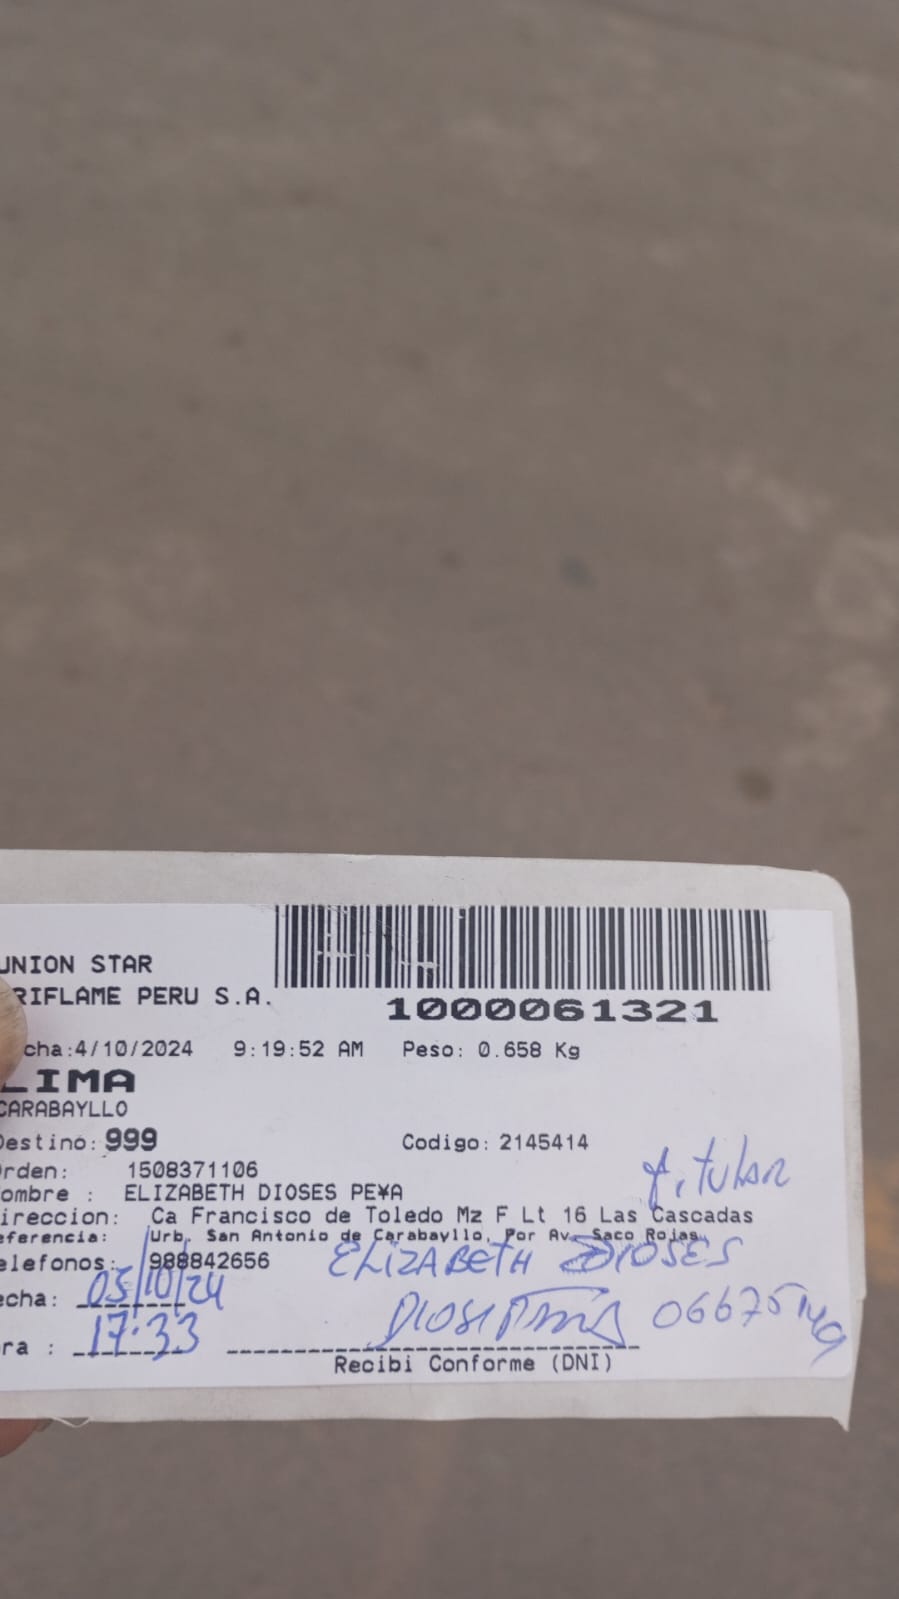 UNION STAR
RIFLAME PERU S.A.
1000061321
cha:4/10/2024 9:19:52 AM Peso: 0.658 Kg
LIMA
CARABAYLLO
Destino: 999 Codigo: 2145414
rden: 1508371106
ombre : ELIZABETH DIOSES PE¥A
titular
ireccion: Ca Francisco de Toledo Mz F Lt 16 Las Cascadas
eferencia: Urb. San Antonio de Carabayllo, Por Av. Saco Rojas
elefonos: 988842656
ELIZABETH DIOSES
echa: 05/10/24
ra : 17:33
Recibi Conforme (DNI)